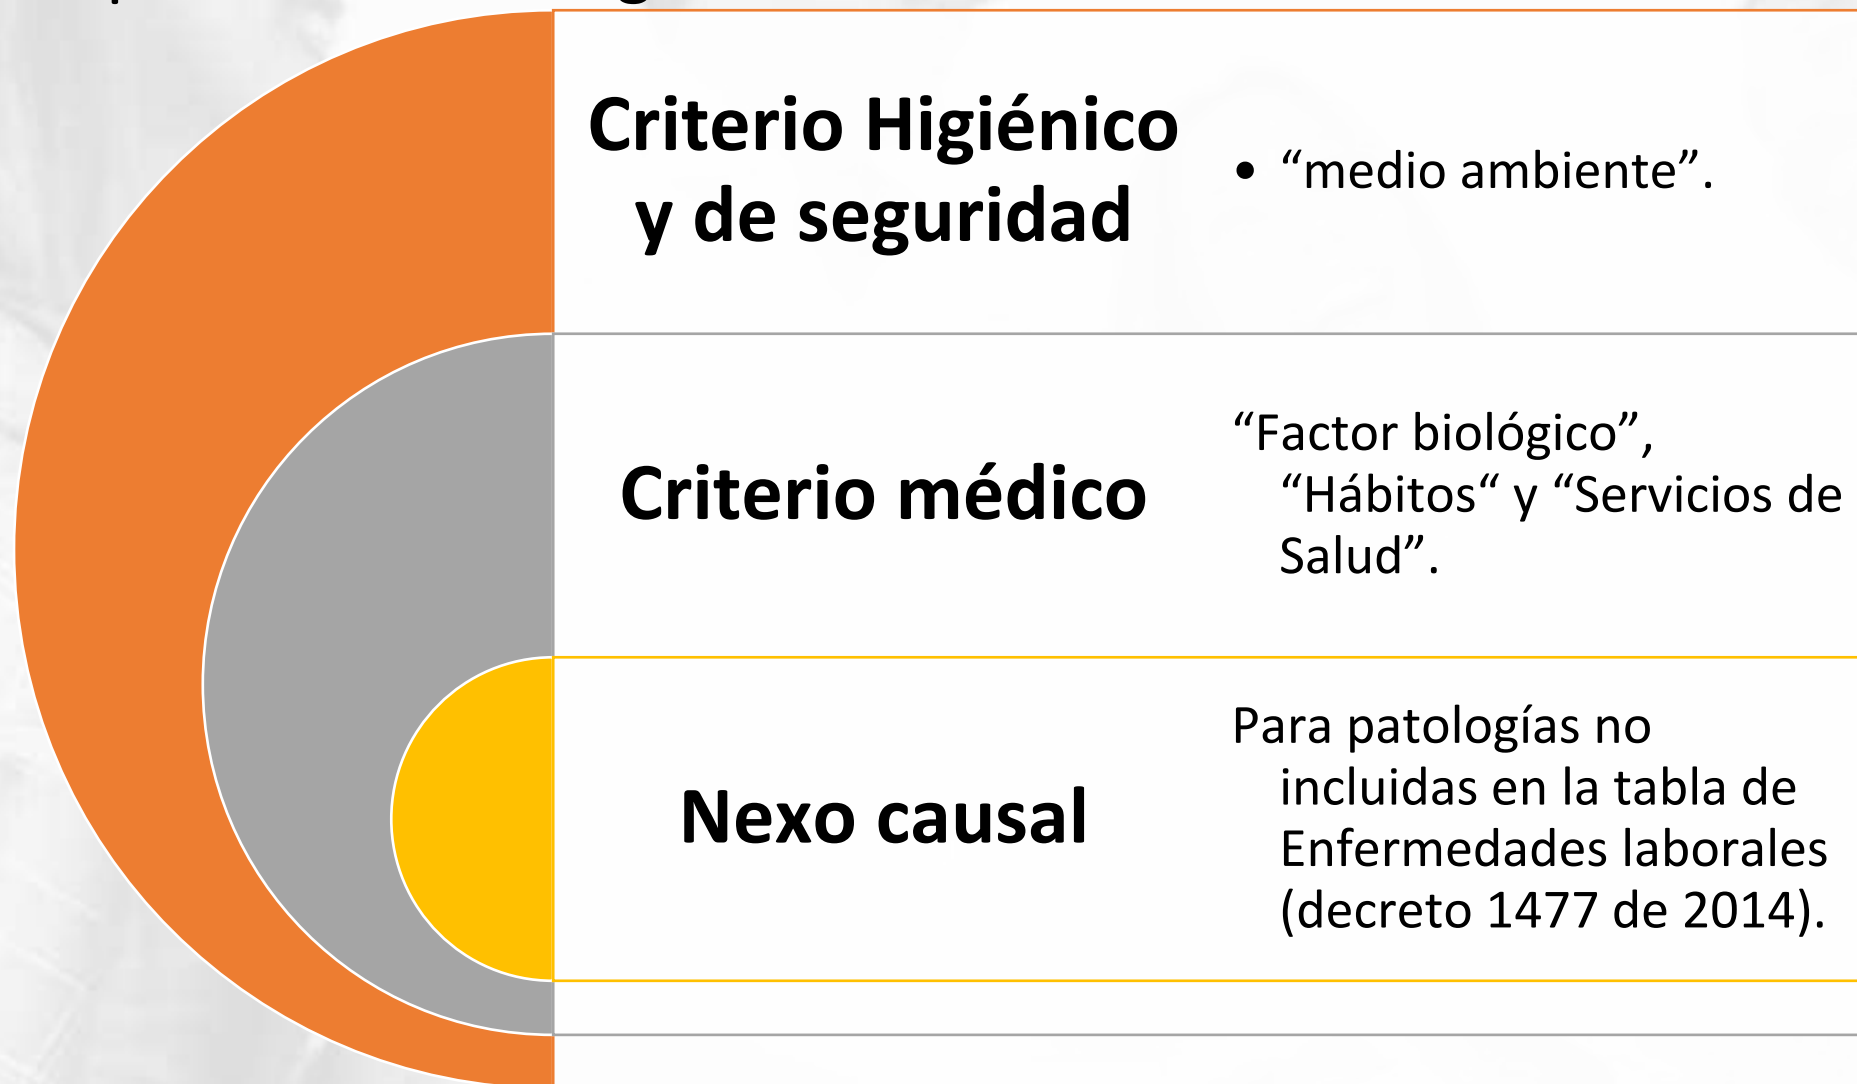 Criterio Higiénico
y de seguridad
• “medio ambiente”.
Criterio médico
“Factor biológico”,
“Hábitos“ y “Servicios de
Salud”.
Nexo causal
Para patologías no
incluidas en la tabla de
Enfermedades laborales
(decreto 1477 de 2014).